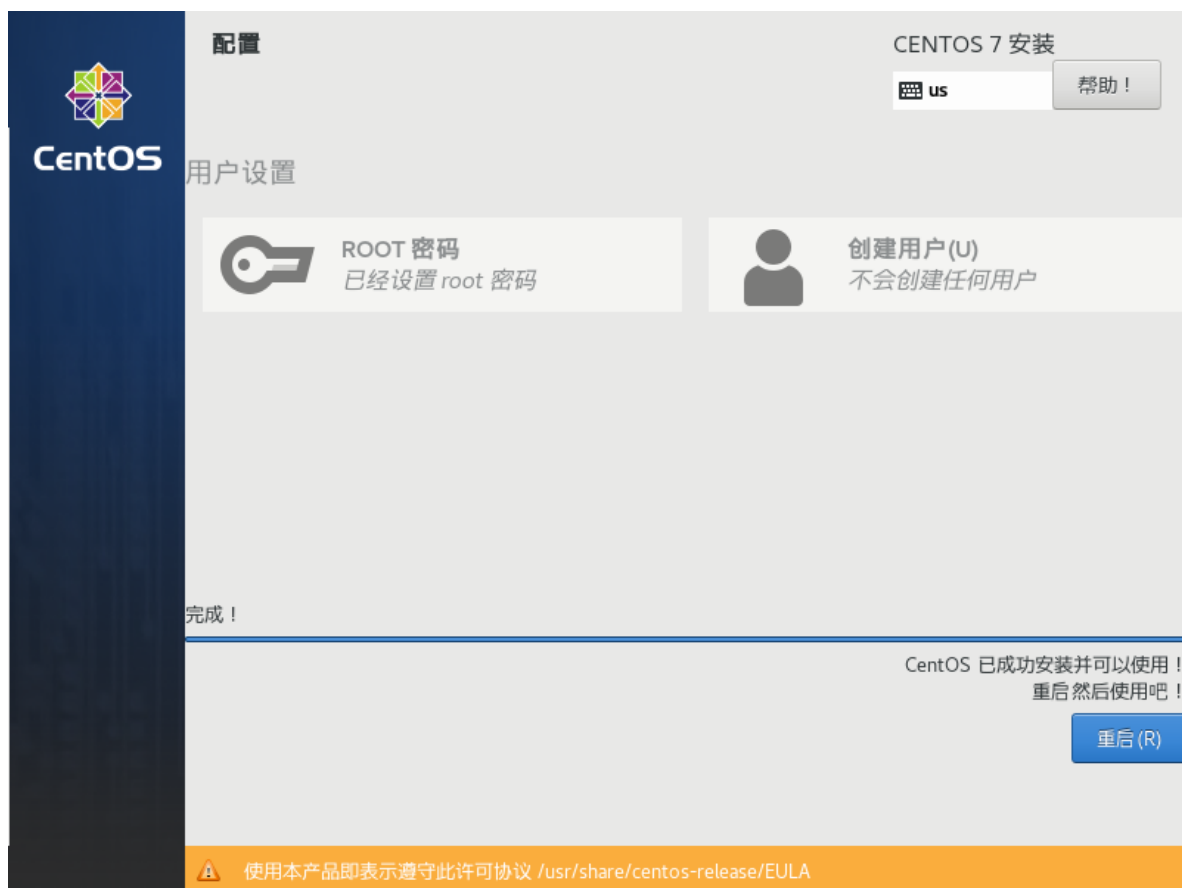 配置
CENTOS 7 安装
us
帮助！
CentOS
用户设置
ROOT 密码
已经设置 root 密码
创建用户(U)
不会创建任何用户
完成！
CentOS 已成功安装并可以使用！
重启然后使用吧！
重启(R)
使用本产品即表示遵守此许可协议 /usr/share/centos-release/EULA